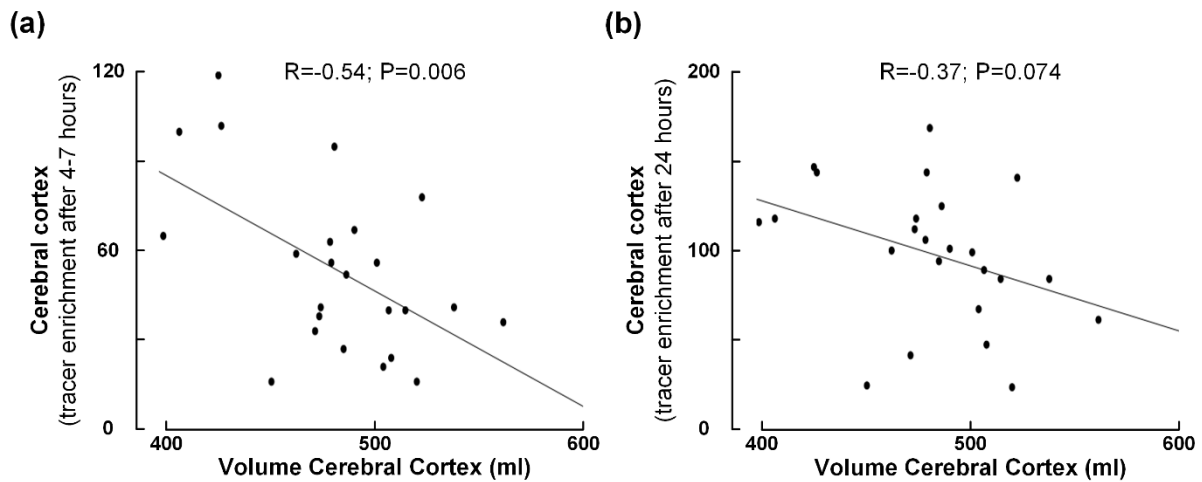 (a)
R=-0.54; P=0.006
120
60
0
Cerebral cortex
(tracer enrichment after 4-7 hours)
400
500
600
Volume Cerebral Cortex (ml)
(b)
R=-0.37; P=0.074
200
100
0
Cerebral cortex
(tracer enrichment after 24 hours)
400
500
600
Volume Cerebral Cortex (ml)